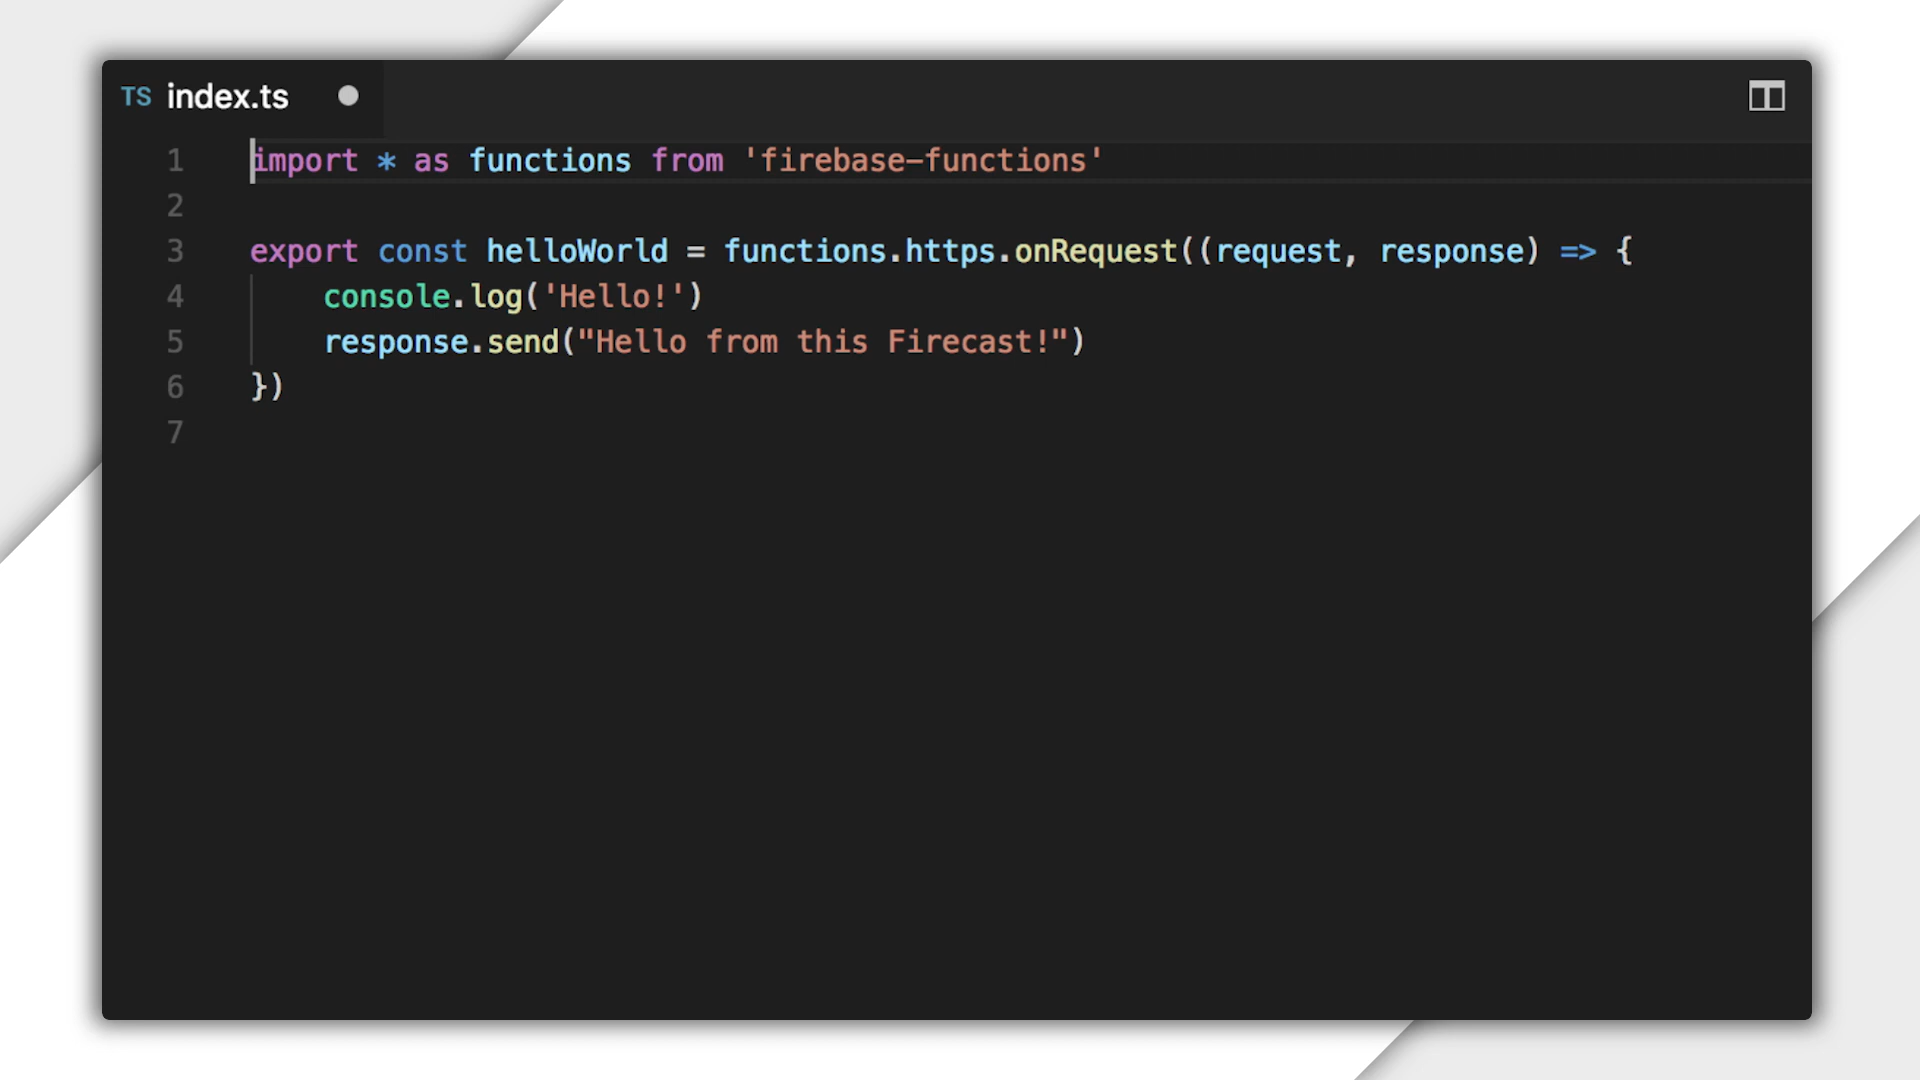 TS index.ts
1 import * as functions from 'firebase-functions'
2
3 export const helloWorld = functions.https.onRequest((request, response) => {
4 console.log('Hello!')
5 response.send("Hello from this Firecast!")
6 })
7